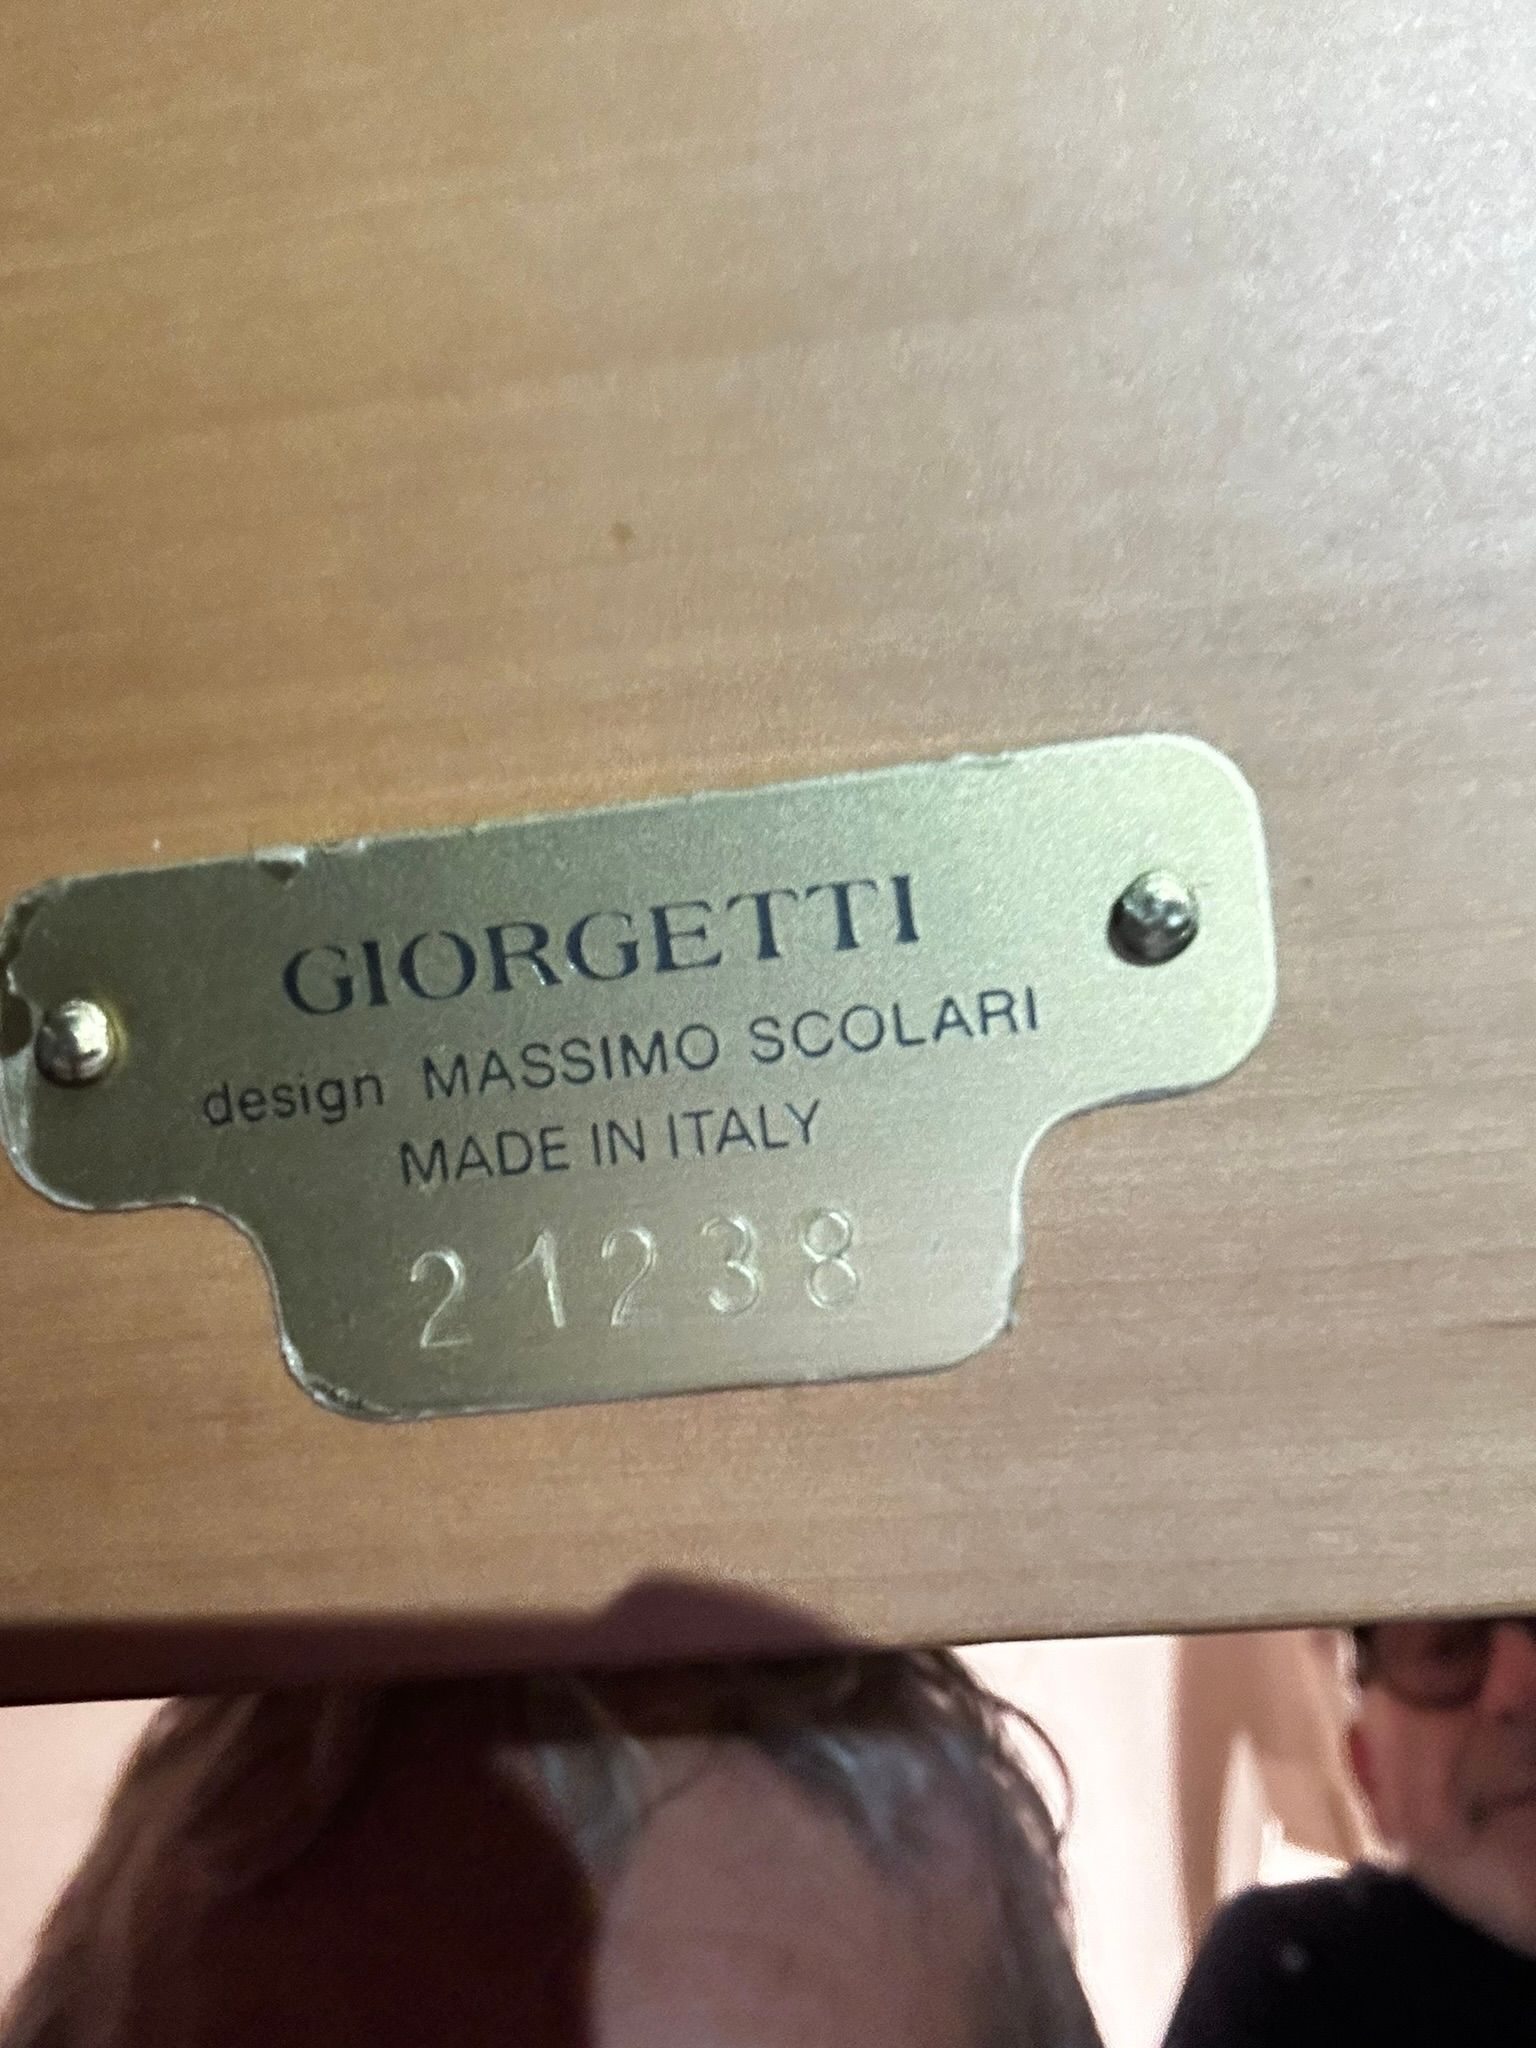 GIORGETTI
design MASSIMO SCOLARI
MADE IN ITALY
21238